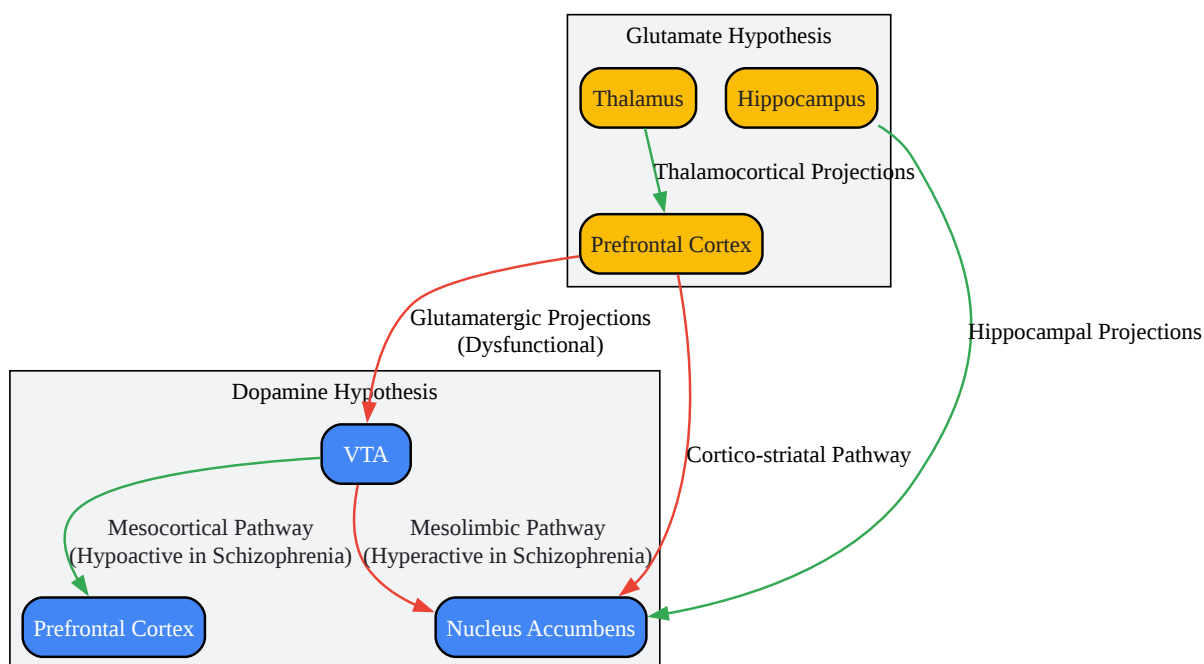 Glutamate Hypothesis
Thalamus
Hippocampus
Thalamocortical Projections
Prefrontal Cortex
Glutamatergic Projections
(Dysfunctional)
Hippocampal Projections
Dopamine Hypothesis
VTA
Cortico-striatal Pathway
Mesocortical Pathway
(Hypoactive in Schizophrenia)
Mesolimbic Pathway
(Hyperactive in Schizophrenia)
Prefrontal Cortex
Nucleus Accumbens